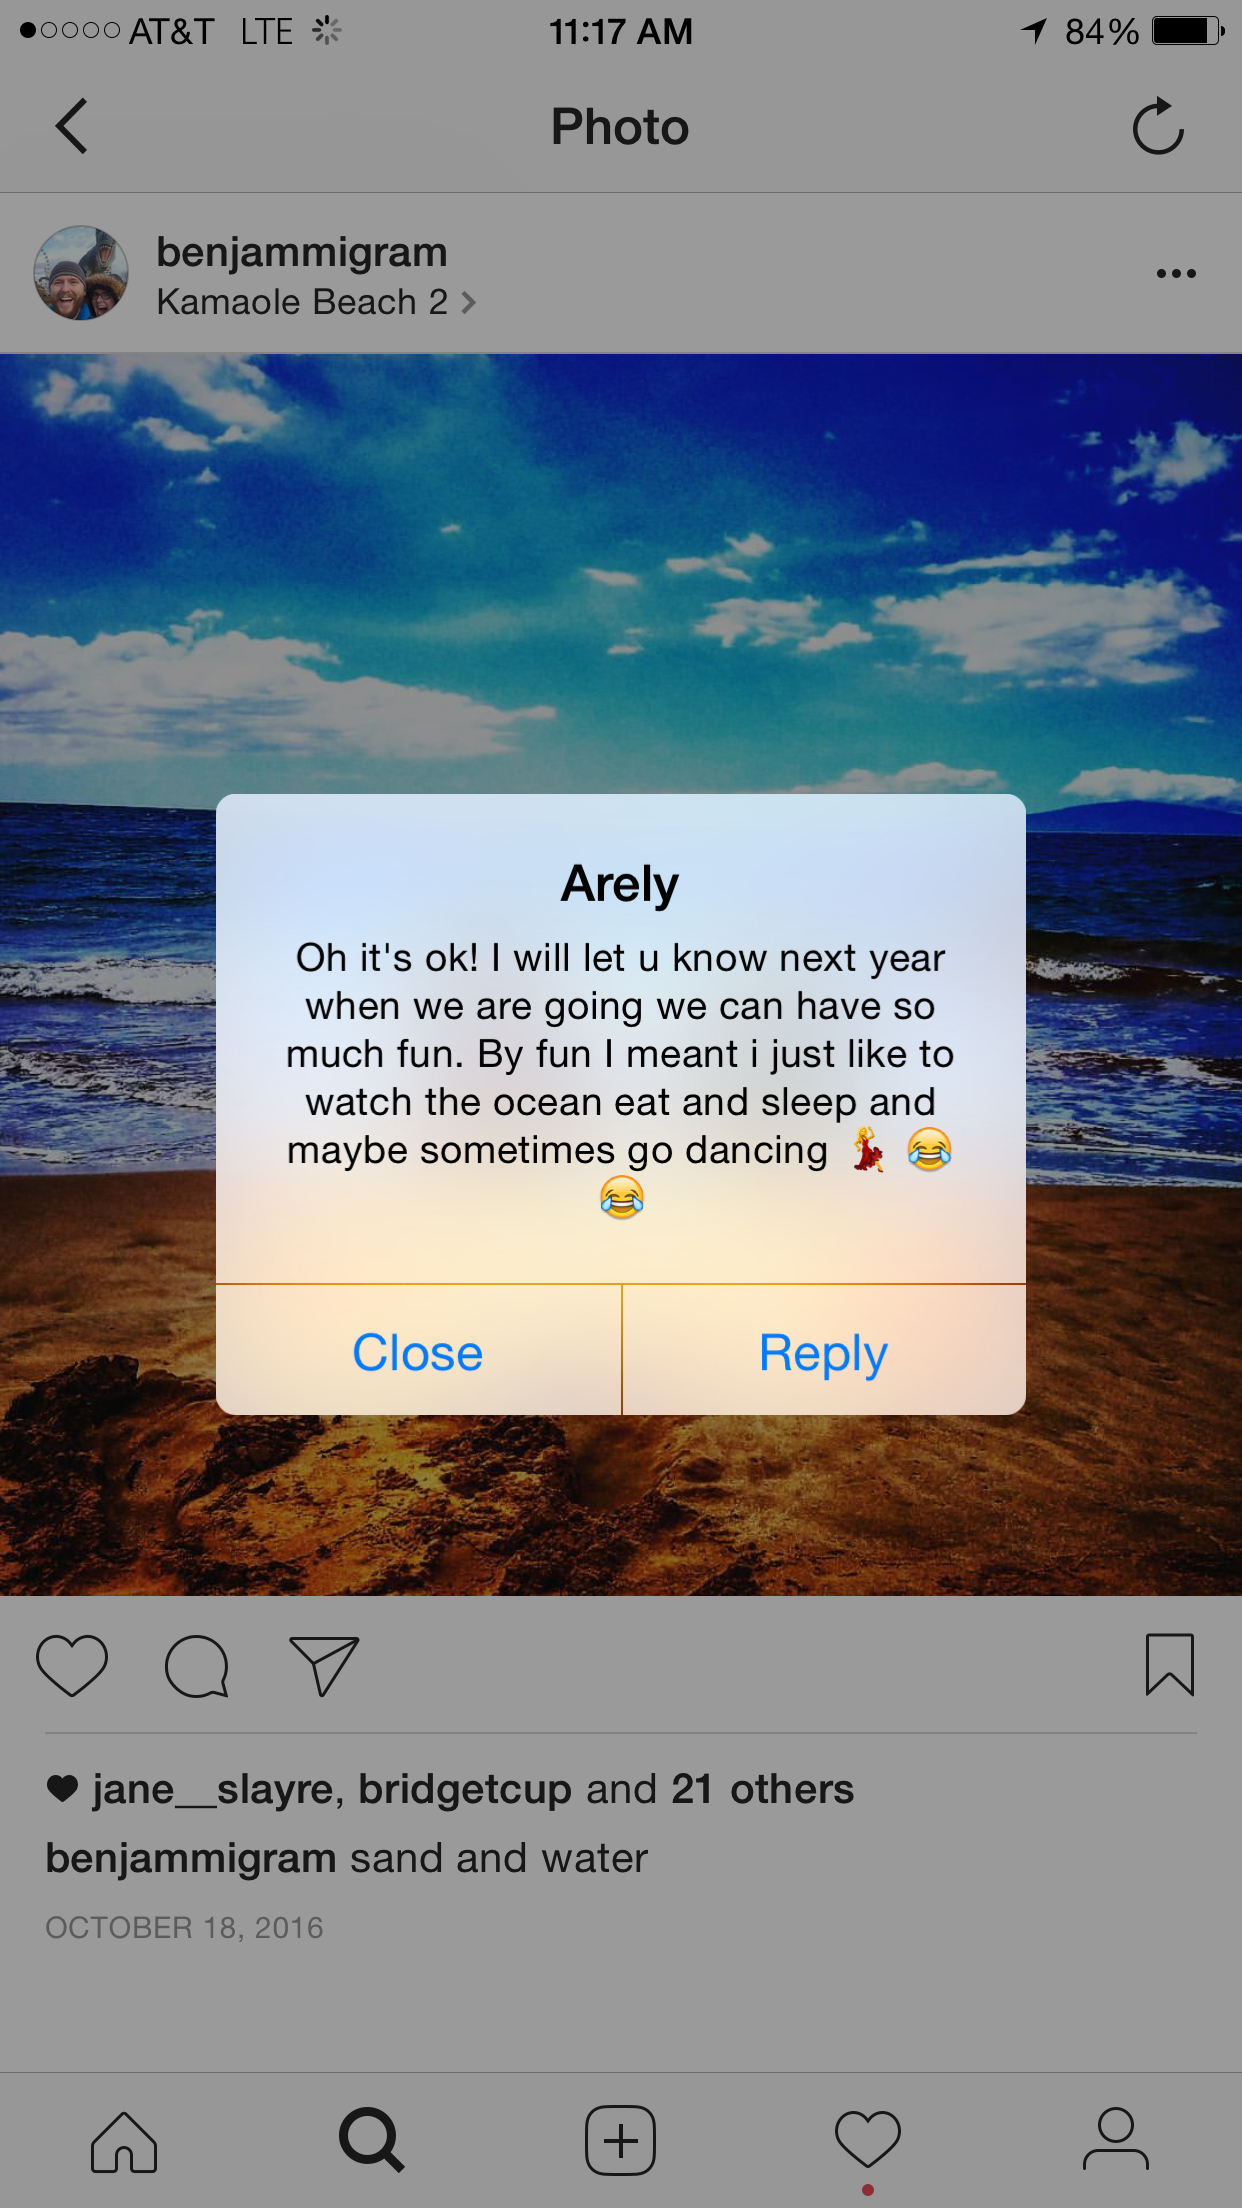 AT&T LTE 11:17 AM 84%
Photo
benjammigram
Kamaole Beach 2
Arely
Oh it's ok! I will let u know next year
when we are going we can have so
much fun. By fun I meant i just like to
watch the ocean eat and sleep and
maybe sometimes go dancing 💃 😂
😂
Close Reply
jane__slayre, bridgetcup and 21 others
benjammigram sand and water
OCTOBER 18, 2016